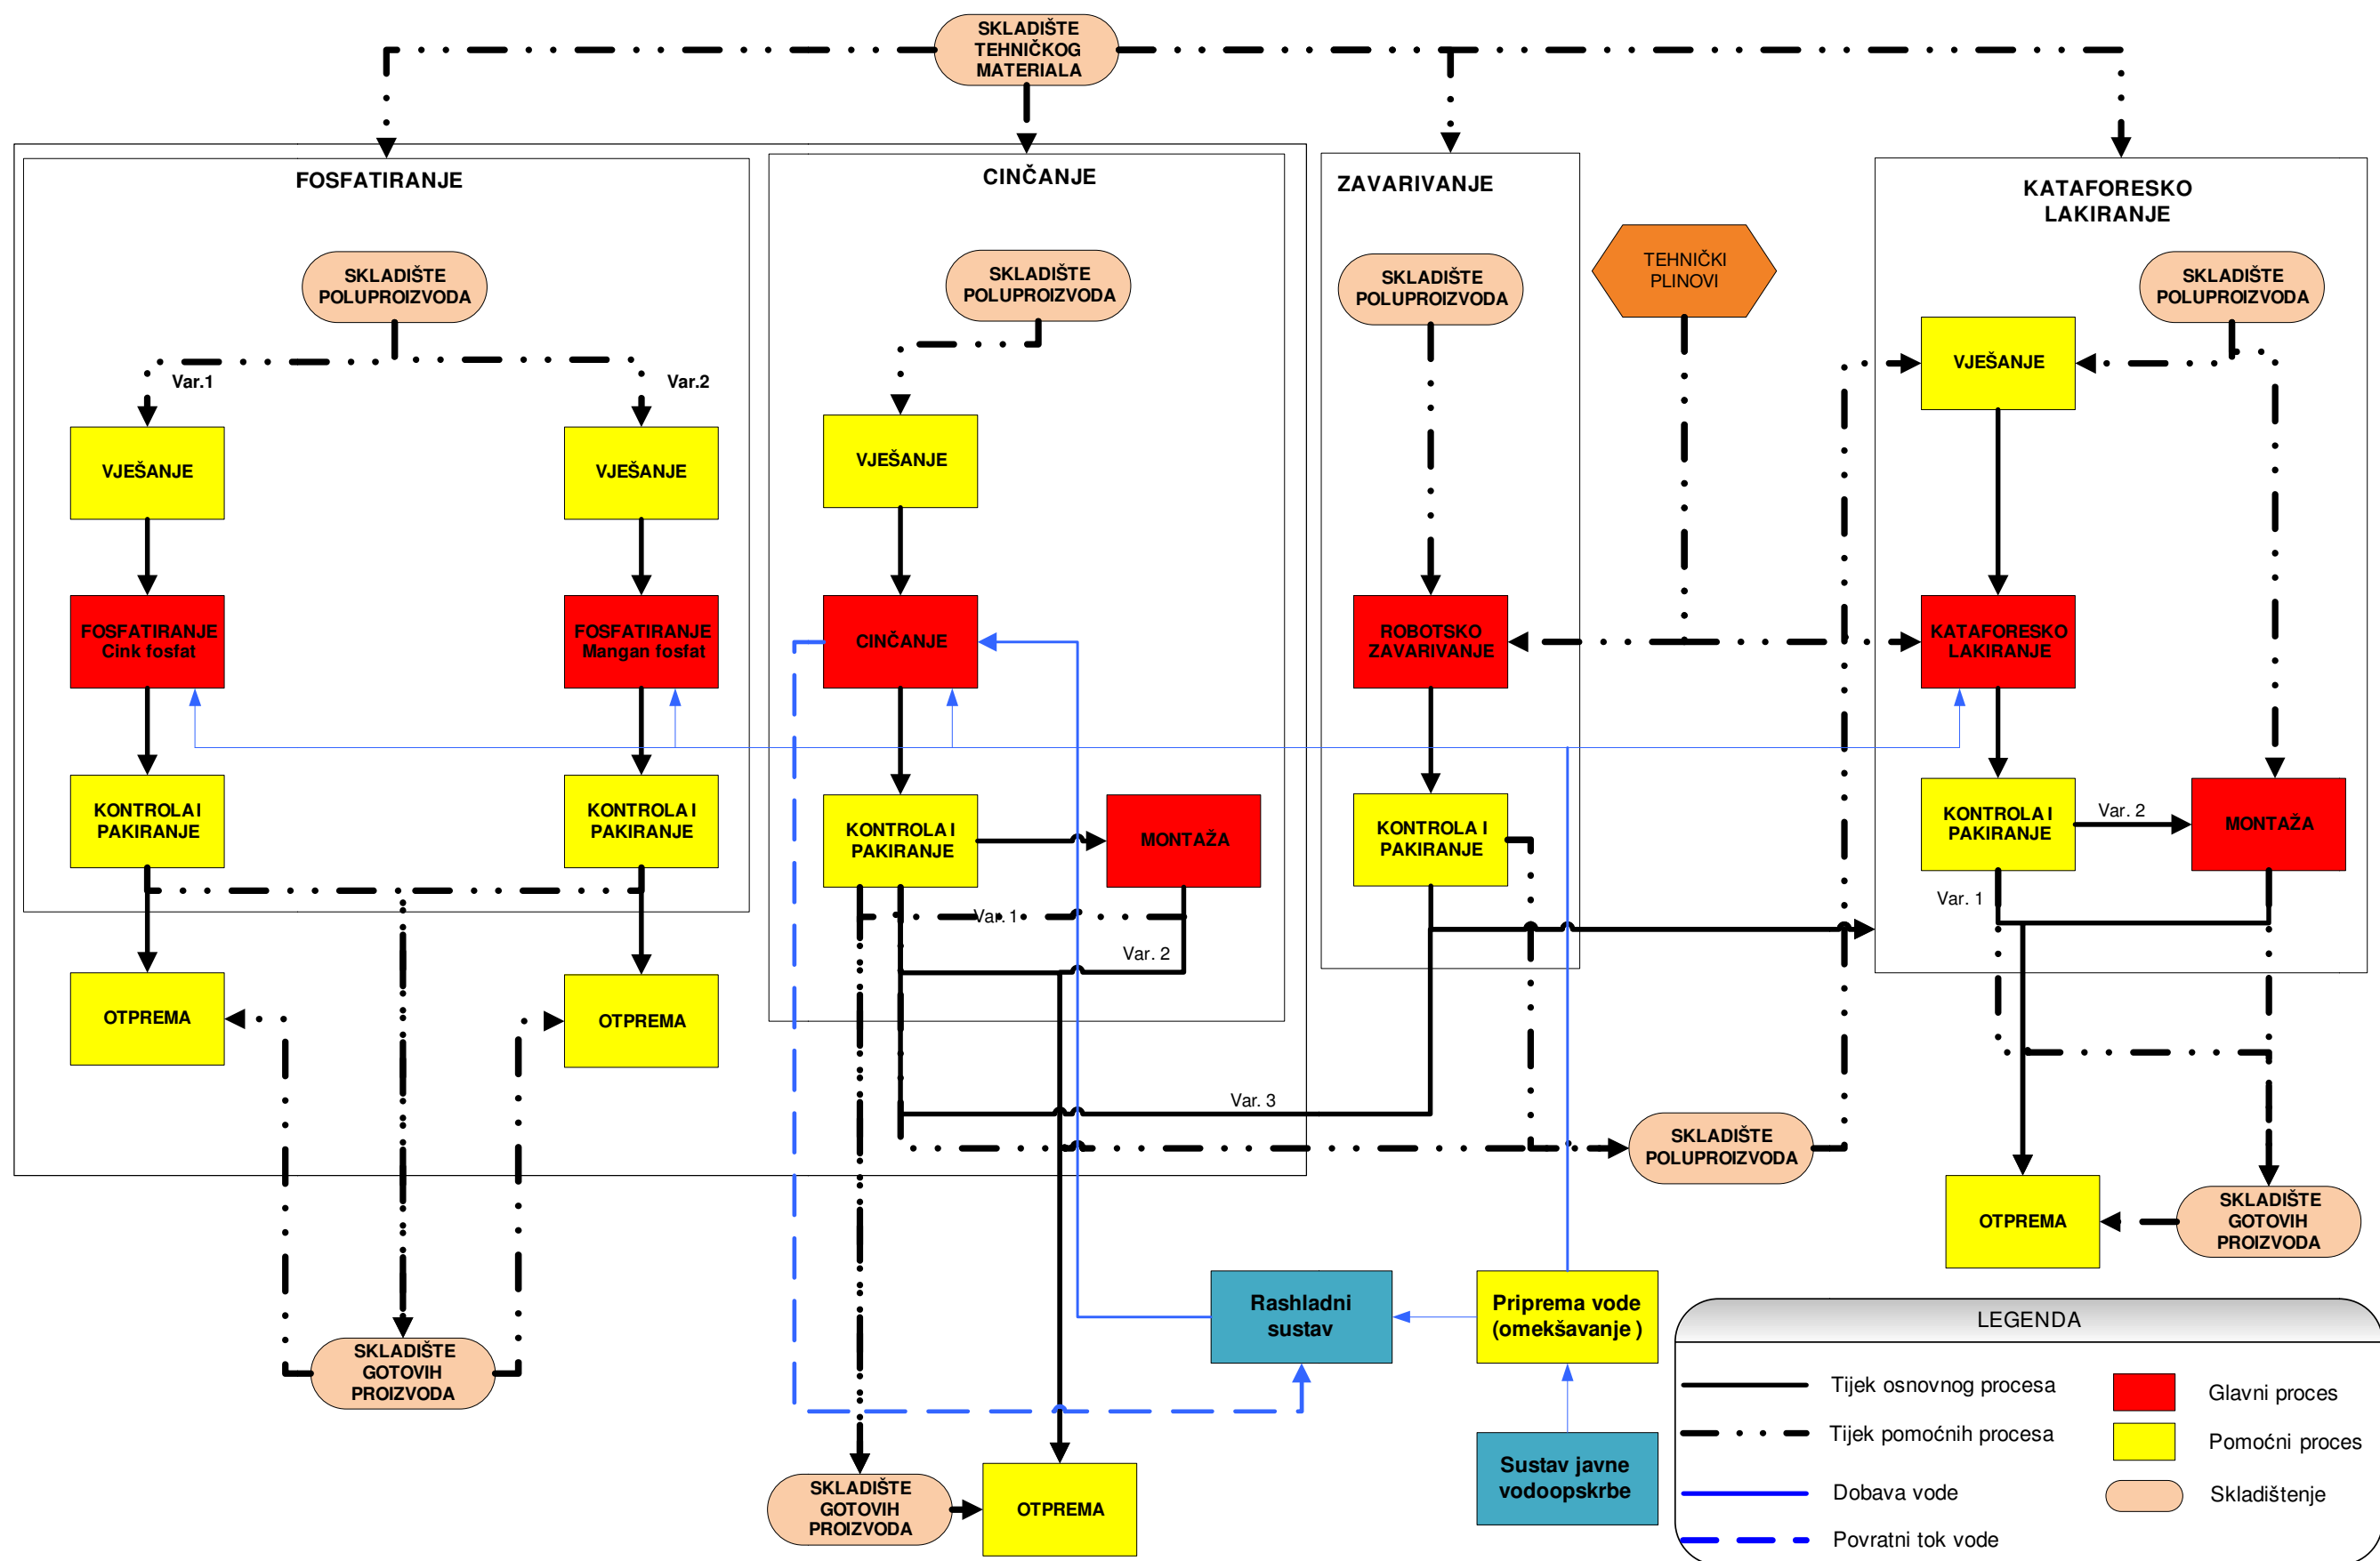 SKLADIŠTE
TEHNIČKOG
MATERIALA
FOSFATIRANJE
CINČANJE
ZAVARIVANJE
KATAFORESKO
LAKIRANJE
SKLADIŠTE
POLUPROIZVODA
SKLADIŠTE
POLUPROIZVODA
SKLADIŠTE
POLUPROIZVODA
TEHNIČKI
PLINOVI
SKLADIŠTE
POLUPROIZVODA
Var.1
Var.2
VJEŠANJE
VJEŠANJE
VJEŠANJE
VJEŠANJE
FOSFATIRANJE
Cink fosfat
FOSFATIRANJE
Mangan fosfat
CINČANJE
ROBOTSKO
ZAVARIVANJE
KATAFORESKO
LAKIRANJE
KONTROLA I
PAKIRANJE
KONTROLA I
PAKIRANJE
KONTROLA I
PAKIRANJE
MONTAŽA
KONTROLA I
PAKIRANJE
KONTROLA I
PAKIRANJE
Var. 2
MONTAŽA
Var. 1
Var. 1
Var. 2
OTPREMA
OTPREMA
Var. 3
SKLADIŠTE
POLUPROIZVODA
OTPREMA
SKLADIŠTE
GOTOVIH
PROIZVODA
Rashladni
sustav
Priprema vode
(omekšavanje )
SKLADIŠTE
GOTOVIH
PROIZVODA
SKLADIŠTE
GOTOVIH
PROIZVODA
OTPREMA
Sustav javne
vodoopskrbe
LEGENDA
Tijek osnovnog procesa
Glavni proces
Tijek pomoćnih procesa
Pomoćni proces
Dobava vode
Skladištenje
Povratni tok vode